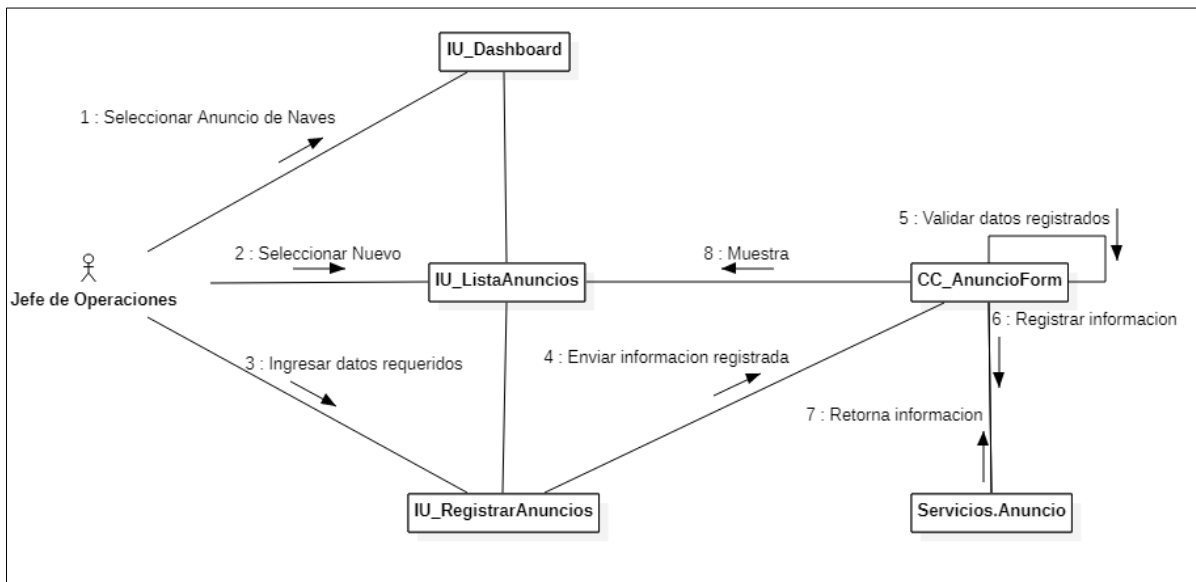 IU_Dashboard
1 : Seleccionar Anuncio de Naves
5 : Validar datos registrados
2 : Seleccionar Nuevo
8 : Muestra
Jefe de Operaciones
IU_ListaAnuncios
CC_AnuncioForm
6 : Registrar informacion
3 : Ingresar datos requeridos
4 : Enviar informacion registrada
7 : Retorna informacion
IU_RegistrarAnuncios
Servicios.Anuncio